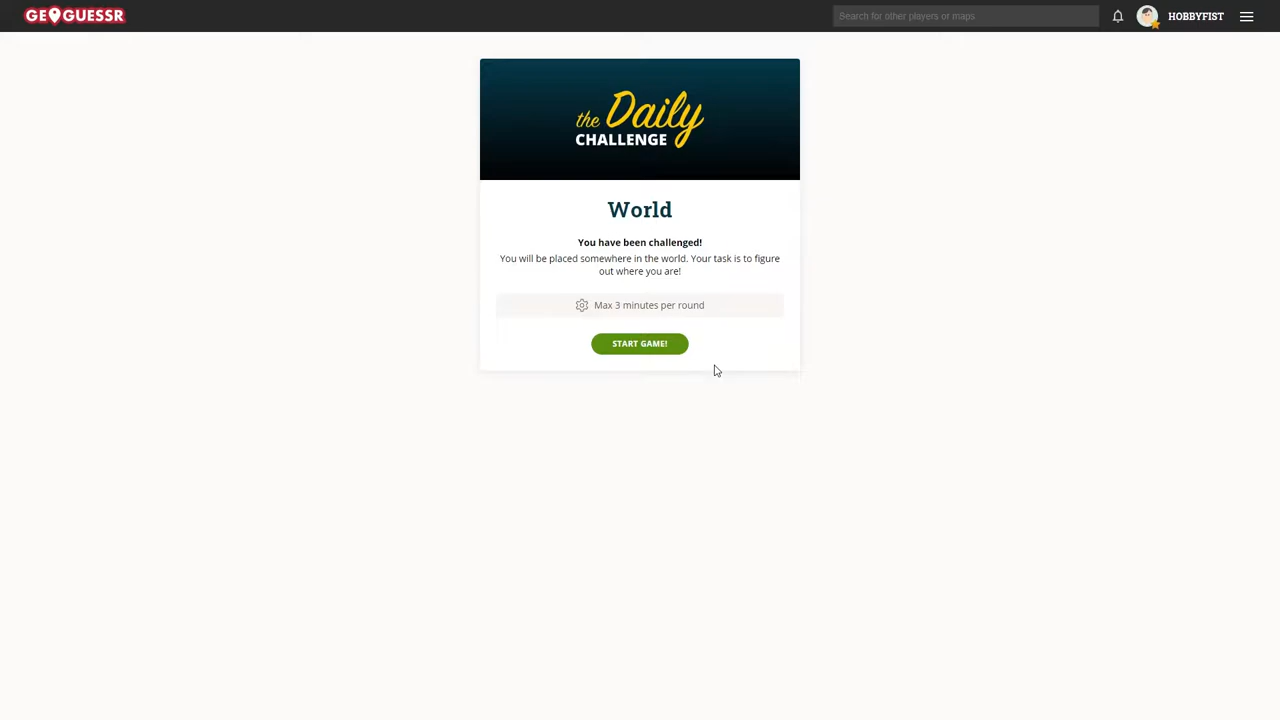 GEOGUESSR
Search for other players or maps
HOBBYFIST
the Daily
CHALLENGE
World
You have been challenged!
You will be placed somewhere in the world. Your task is to figure
out where you are!
Max 3 minutes per round
START GAME!